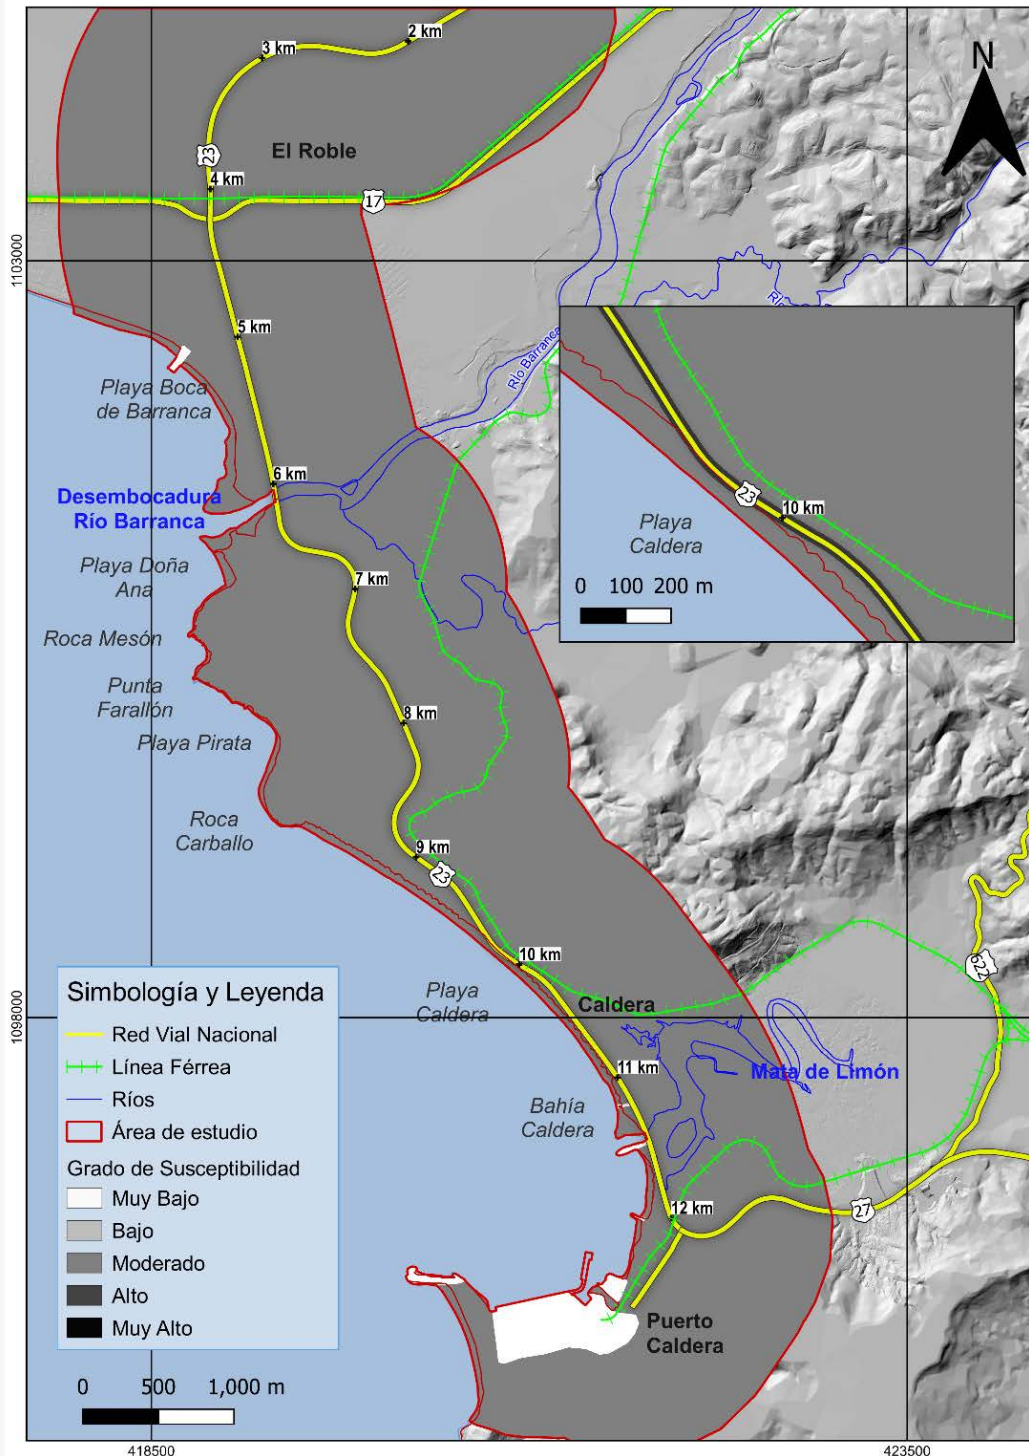 2 km
3 km
N
El Roble
23
4 km
17
1103000
5 km
Río Barranca
Playa Boca
de Barranca
6 km
Desembocadura
Río Barranca
23
10 km
Playa
Caldera
Playa Doña
Ana
7 km
0 100 200 m
Roca Mesón
Punta
Farallón
8 km
Playa Pirata
Roca
Carballo
9 km
23
10 km
622
Simbología y Leyenda
Playa
Caldera
Caldera
1098000
Red Vial Nacional
Línea Férrea
11 km
Mata de Limón
Ríos
Bahía
Caldera
Área de estudio
Grado de Susceptibilidad
Muy Bajo
12 km
27
Bajo
Moderado
Alto
Puerto
Caldera
Muy Alto
0 500 1,000 m
418500
423500